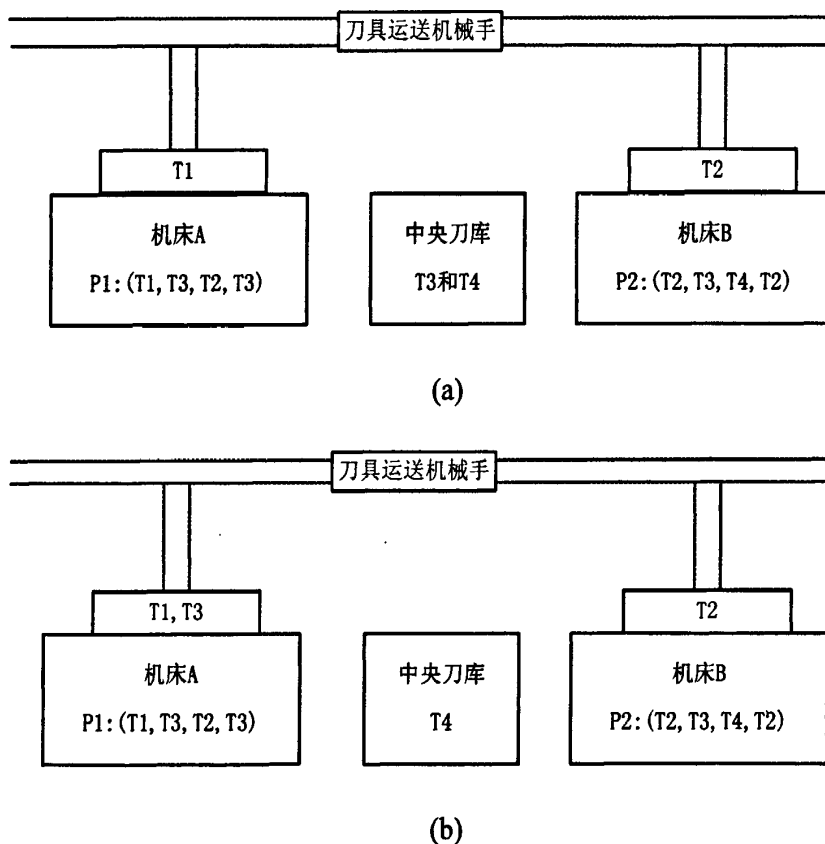 刀具运送机械手
T1
T2
机床A
中央刀库
机床B
P1:(T1,T3,T2,T3)
T3和T4
P2:(T2,T3,T4,T2)
(a)
刀具运送机械手
T1,T3
T2
机床A
中央刀库
机床B
P1:(T1,T3,T2,T3)
T4
P2:(T2,T3,T4,T2)
(b)